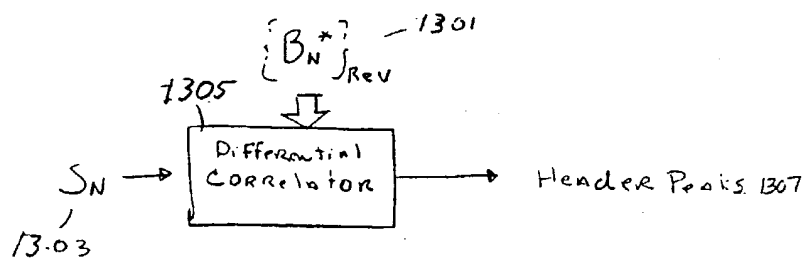 {B_N*}_Rev 1301
1305
Differential
Correlator
S_N
Header Peaks 1307
1303